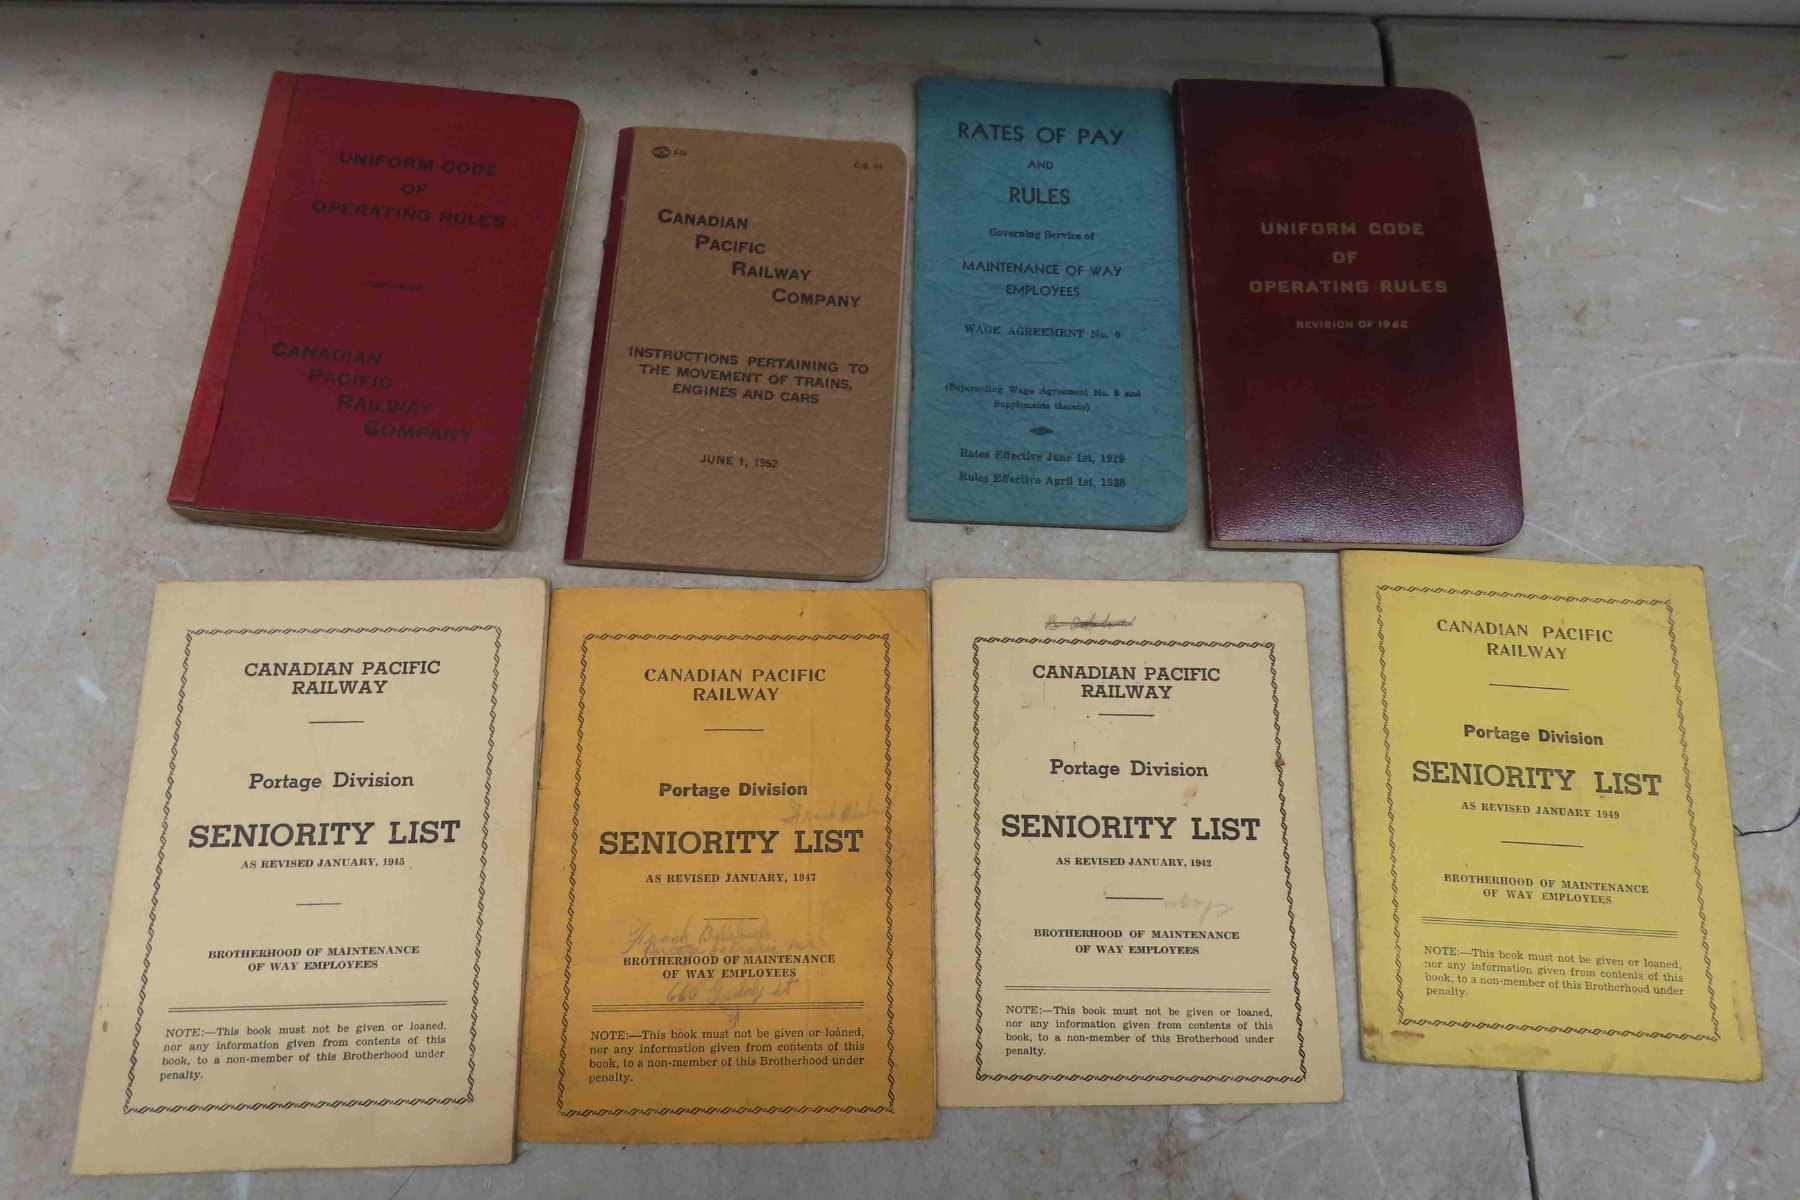 UNIFORM CODE
OF
OPERATING RULES
CANADIAN
PACIFIC
RAILWAY
COMPANY
C.S. 44
CANADIAN
PACIFIC
RAILWAY
COMPANY
INSTRUCTIONS PERTAINING TO
THE MOVEMENT OF TRAINS,
ENGINES AND CARS
JUNE 1, 1952
RATES OF PAY
AND
RULES
Governing Service of
MAINTENANCE OF WAY
EMPLOYEES
WAGE AGREEMENT No. 9
(Superseding Wage Agreement No. 8 and
Supplements thereto)
Rates Effective June 1st, 1929
Rules Effective April 1st, 1938
UNIFORM CODE
OF
OPERATING RULES
REVISION OF 1962
CANADIAN PACIFIC
RAILWAY
Portage Division
SENIORITY LIST
AS REVISED JANUARY, 1945
BROTHERHOOD OF MAINTENANCE
OF WAY EMPLOYEES
NOTE:—This book must not be given or loaned,
nor any information given from contents of this
book, to a non-member of this Brotherhood under
penalty.
CANADIAN PACIFIC
RAILWAY
Portage Division
Frank
SENIORITY LIST
AS REVISED JANUARY, 1947
Frank
BROTHERHOOD OF MAINTENANCE
OF WAY EMPLOYEES
660
NOTE:—This book must not be given or loaned,
nor any information given from contents of this
book, to a non-member of this Brotherhood under
penalty.
CANADIAN PACIFIC
RAILWAY
Portage Division
SENIORITY LIST
AS REVISED JANUARY, 1942
BROTHERHOOD OF MAINTENANCE
OF WAY EMPLOYEES
NOTE:—This book must not be given or loaned,
nor any information given from contents of this
book, to a non-member of this Brotherhood under
penalty.
CANADIAN PACIFIC
RAILWAY
Portage Division
SENIORITY LIST
AS REVISED JANUARY 1949
BROTHERHOOD OF MAINTENANCE
OF WAY EMPLOYEES
NOTE:—This book must not be given or loaned,
nor any information given from contents of this
book, to a non-member of this Brotherhood under
penalty.